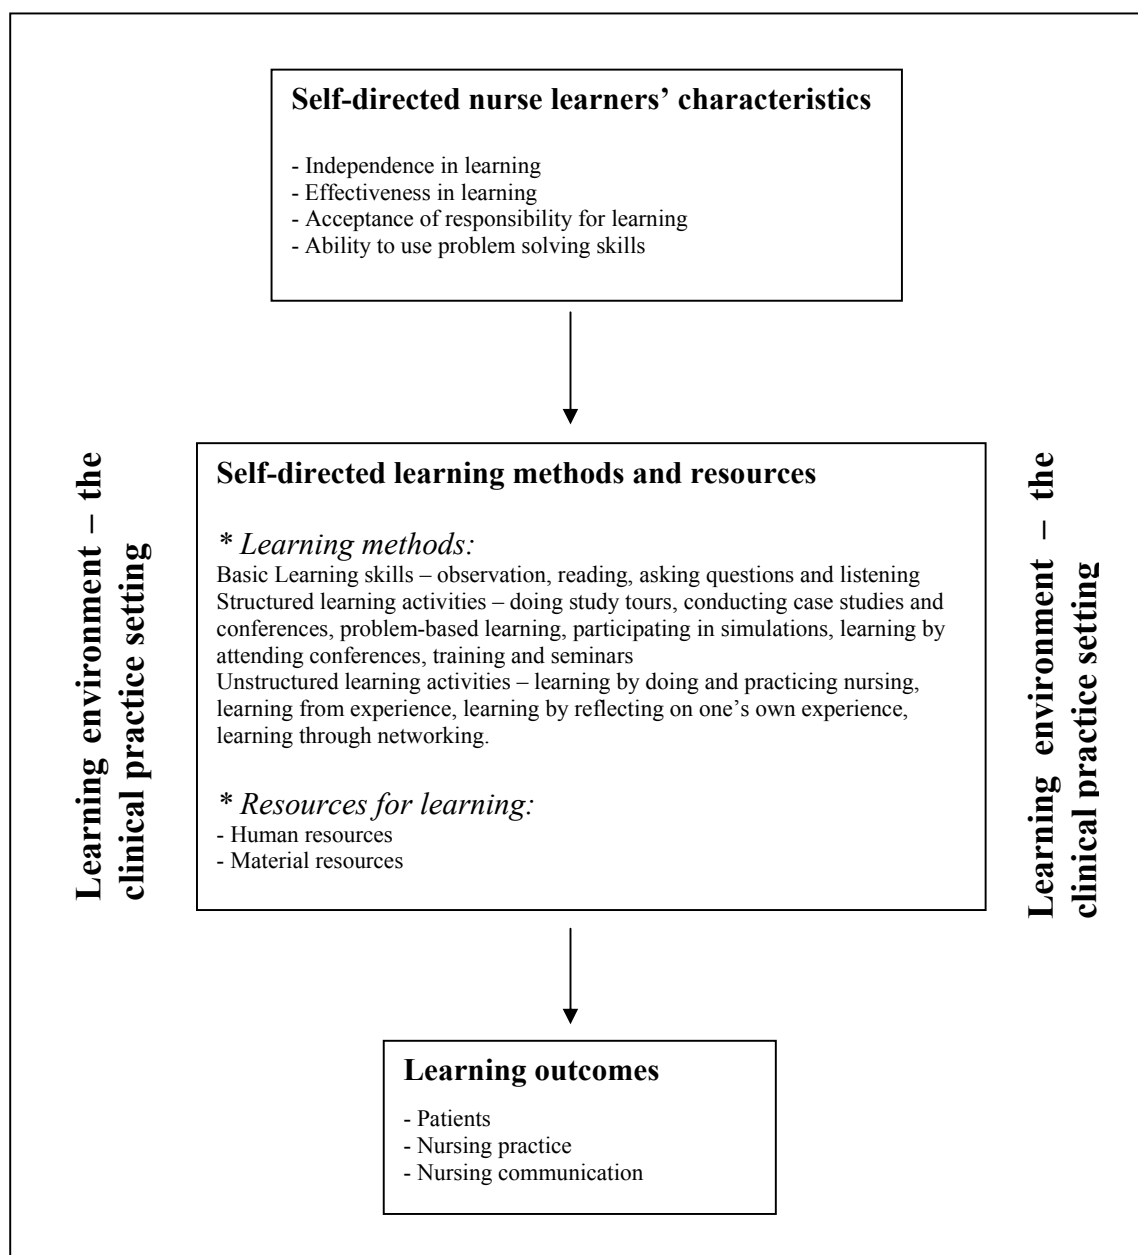 Self-directed nurse learners’ characteristics
- Independence in learning
- Effectiveness in learning
- Acceptance of responsibility for learning
- Ability to use problem solving skills
Learning environment – the
clinical practice setting
Self-directed learning methods and resources
* Learning methods:
Basic Learning skills – observation, reading, asking questions and listening
Structured learning activities – doing study tours, conducting case studies and
conferences, problem-based learning, participating in simulations, learning by
attending conferences, training and seminars
Unstructured learning activities – learning by doing and practicing nursing,
learning from experience, learning by reflecting on one’s own experience,
learning through networking.
* Resources for learning:
- Human resources
- Material resources
Learning environment – the
clinical practice setting
Learning outcomes
- Patients
- Nursing practice
- Nursing communication